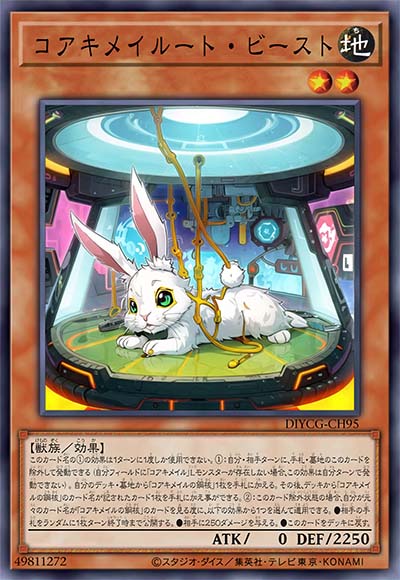 コアキメイルート・ビースト
地
DIYCG-CH95
【獣族／効果】
このカード名の①の効果は1ターンに1度しか使用できない。①：自分・相手ターンに、手札・墓地のこのカードを
除外して発動できる（自分フィールドに「コアキメイル」Lモンスターが存在しない場合、この効果は自分ターンで発
動できない）。自分のデッキ・墓地から「コアキメイルの鋼核」1枚を手札に加える。その後、デッキから「コアキメイ
ルの鋼核」のカード名が記されたカード1枚を手札に加える事ができる。②：このカード除外状態の場合、自分が元
々のカード名が「コアキメイルの鋼核」のカードを見る度に、以下の効果から1つを選んで適用できる。●相手の手
札をランダムに1枚ターン終了時まで公開する。●相手に250ダメージを与える。●このカードをデッキに戻す。
ATK/ 0 DEF/2250
49811272
©スタジオ・ダイス／集英社・テレビ東京・KONAMI